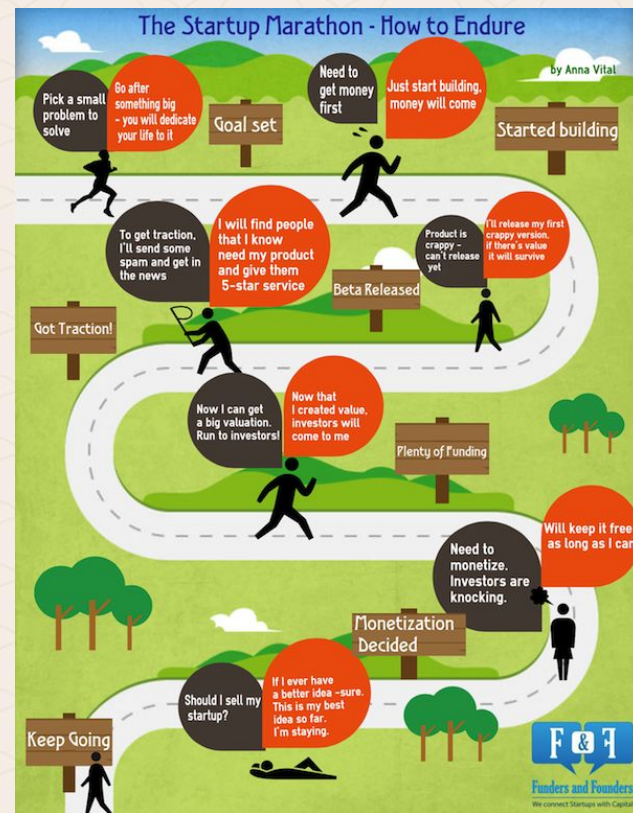 The Startup Marathon - How to Endure
by Anna Vital
Pick a small
problem to
solve
Go after
something big
- you will dedicate
your life to it
Goal set
Need to
get money
first
Just start building,
money will come
Started building
To get traction,
I'll send some
spam and get in
the news
I will find people
that I know
need my product
and give them
5-star service
Beta Released
Product is
crappy -
can't release
yet
I'll release my first
crappy version,
if there's value
it will survive
Got Traction!
Now I can get
a big valuation.
Run to investors!
Now that
I created value,
investors will
come to me
Plenty of Funding
Need to
monetize.
Investors are
knocking.
Will keep it free
as long as I can
Monetization
Decided
Should I sell my
startup?
If I ever have
a better idea -sure.
This is my best
idea so far.
I'm staying.
Keep Going
F & F
Funders and Founders
We connect Startups with Capital